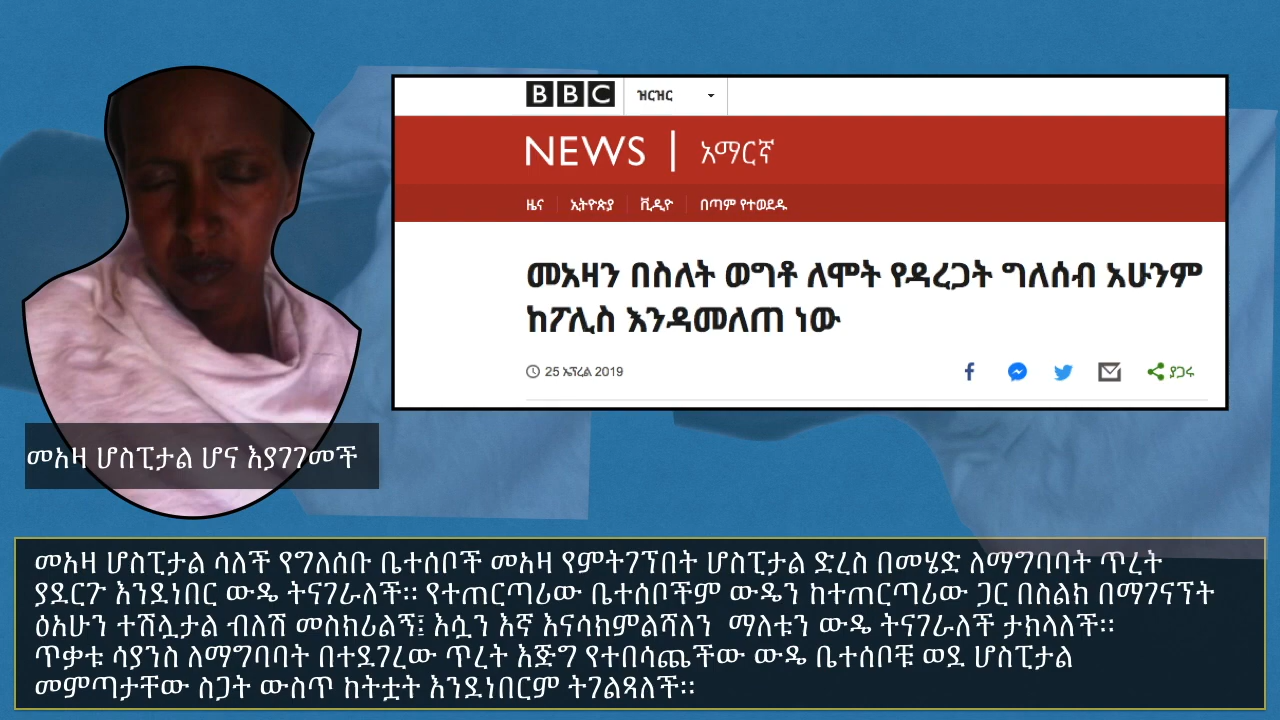 BBC
ዝርዝር
NEWS | አማርኛ
ዜና ኢትዮጵያ ቪዲዮ በጣም የተወደዱ
መአዛን በስለት ወግቶ ለሞት የዳረጋት ግለሰብ አሁንም
ከፖሊስ እንዳመለጠ ነው
25 ኤፕረል 2019
ያጋሩ
መአዛ ሆስፒታል ሆና እያገገመች
መአዛ ሆስፒታል ሳለች የግለሰቡ ቤተሰቦች መአዛ የምትገኘበት ሆስፒታል ድረስ በመሄድ ለማግባባት ጥረት
ያደርጉ እንደነበር ውዴ ትናገራለች። የተጠርጣሪው ቤተሰቦችም ውዴን ከተጠርጣሪው ጋር በስልክ በማገናኘት
ዕአሁን ተሽሏታል ብለሽ መስክሪልኝ፤ እሷን እኛ እናሳክምልሻለን ማለቱን ውዴ ትናገራለች ታክላለች።
ጥቃቱ ሳያንስ ለማግባባት በተደገረው ጥረት እጅግ የተበሳጨችው ውዴ ቤተሰቦቹ ወደ ሆስፒታል
መምጣታቸው ስጋት ውስጥ ከትቷት እንደነበርም ትገልጻለች።